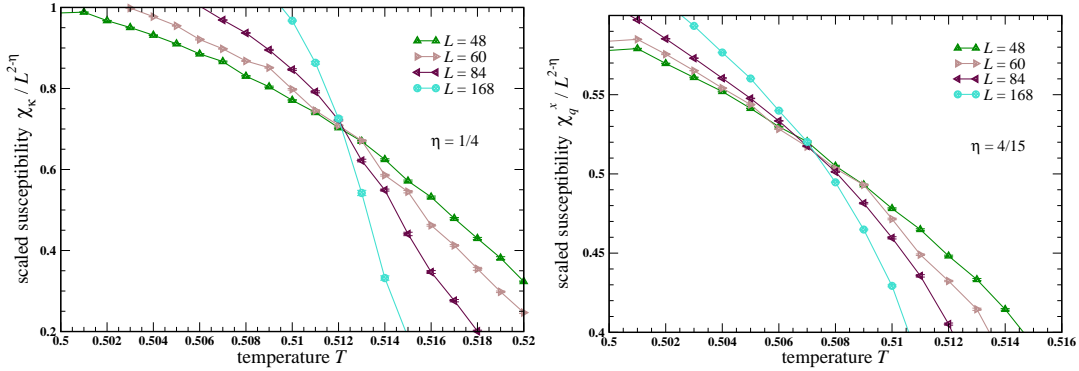 scaled susceptibility χκ / L^2-η
1
0.8
0.6
0.4
0.2
0.5 0.502 0.504 0.506 0.508 0.51 0.512 0.514 0.516 0.518 0.52
temperature T
L = 48
L = 60
L = 84
L = 168
η = 1/4
scaled susceptibility χq^x / L^2-η
0.55
0.5
0.45
0.4
0.5 0.502 0.504 0.506 0.508 0.51 0.512 0.514 0.516
temperature T
L = 48
L = 60
L = 84
L = 168
η = 4/15